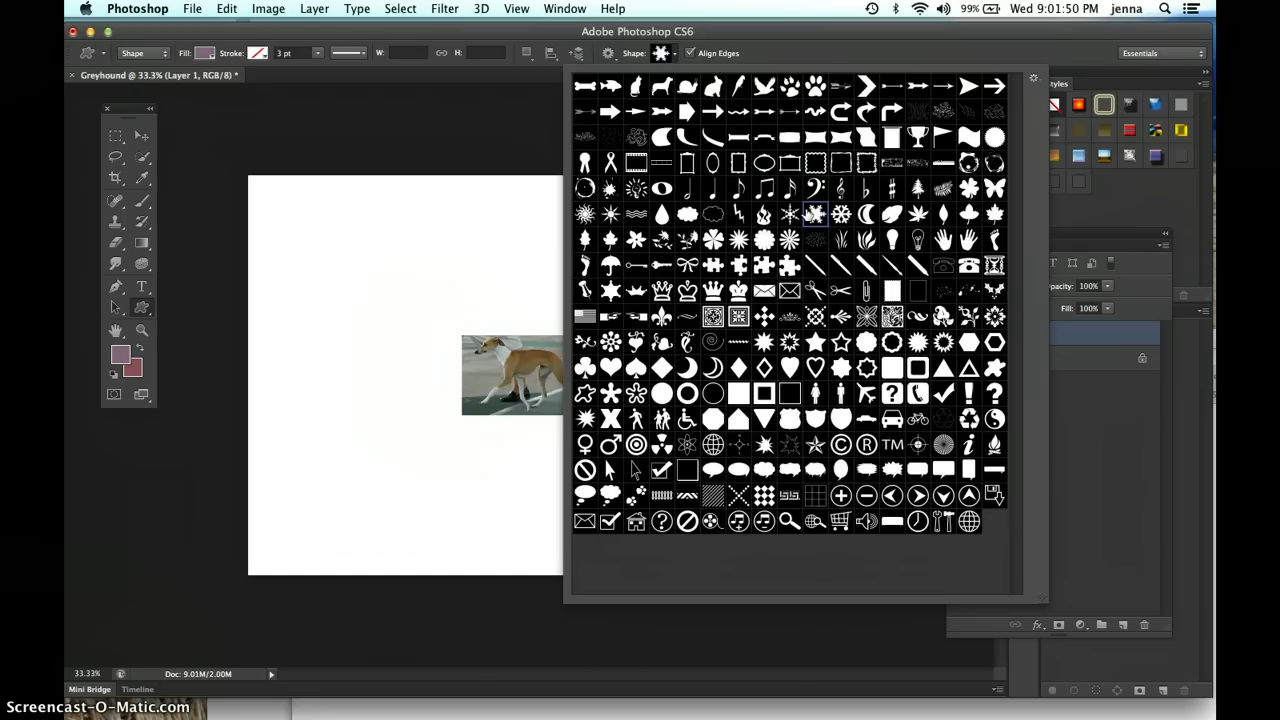 Photoshop File Edit Image Layer Type Select Filter 3D View Window Help 99% Wed 9:01:50 PM jenna
Adobe Photoshop CS6
Shape Fill: Stroke: 3 pt W: H: Shape: Align Edges Essentials
Greyhound @ 33.3% (Layer 1, RGB/8) *
tyles
T
pacity: 100%
Fill: 100%
TM
33.33% Doc: 9.01M/2.00M
Mini Bridge Timeline
Screencast-O-Matic.com